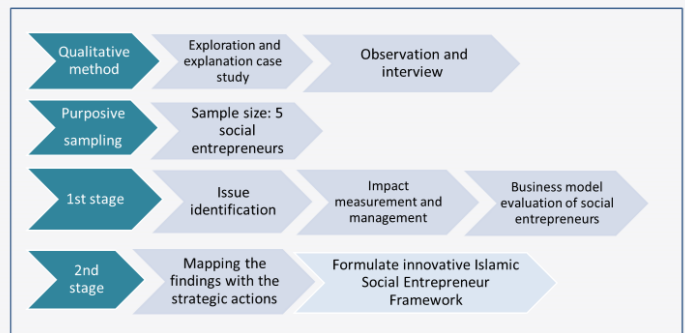 Qualitative
method
Exploration and
explanation case
study
Observation and
interview
Purposive
sampling
Sample size: 5
social
entrepreneurs
1st stage
Issue
identification
Impact
measurement and
management
Business model
evaluation of social
entrepreneurs
2nd
stage
Mapping the
findings with the
strategic actions
Formulate innovative Islamic
Social Entrepreneur
Framework